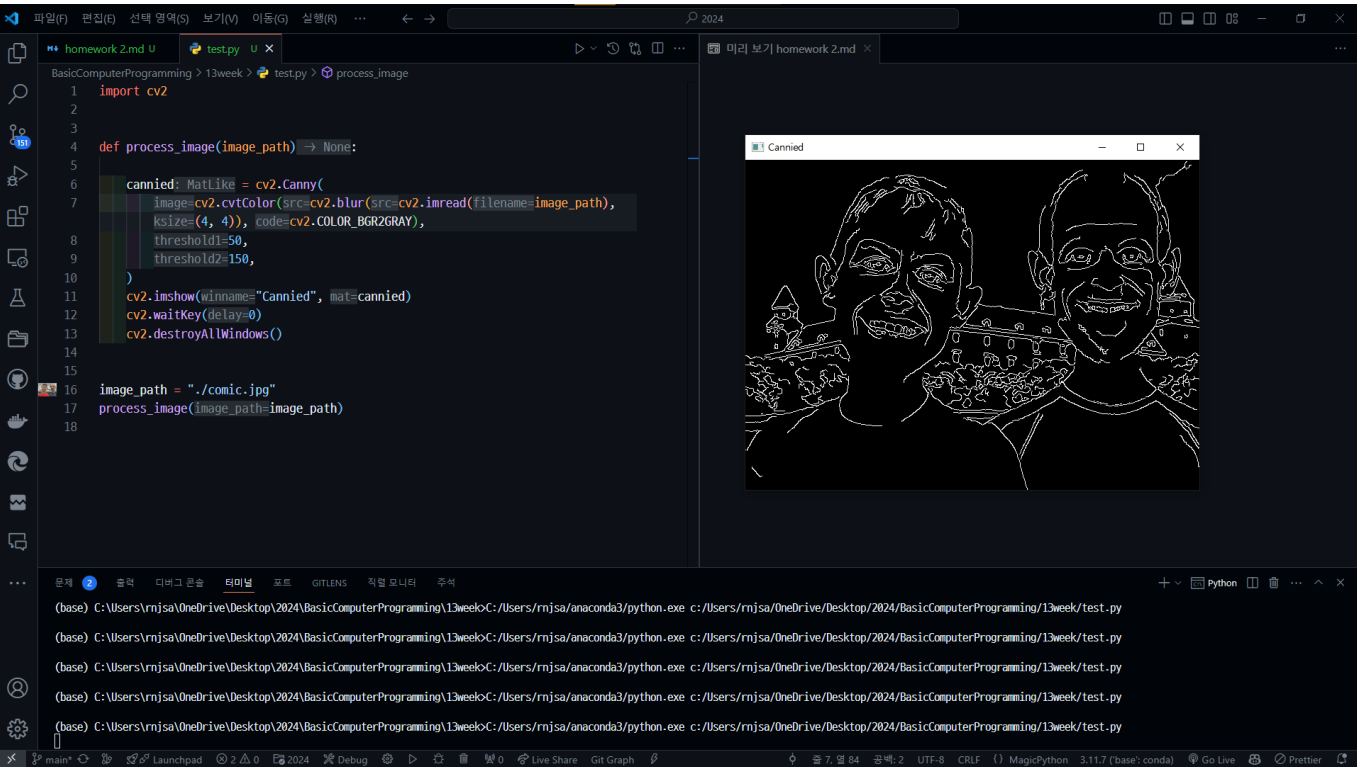 파일(F) 편집(E) 선택 영역(S) 보기(V) 이동(G) 실행(R) ··· ← → 2024
homework 2.md U test.py U ×
미리 보기 homework 2.md ×
BasicComputerProgramming > 13week > test.py > process_image
1 import cv2
2
3
4 def process_image(image_path) → None:
5
6 cannied: MatLike = cv2.Canny(
7 image=cv2.cvtColor(src=cv2.blur(src=cv2.imread(filename=image_path),
ksize=(4, 4)), code=cv2.COLOR_BGR2GRAY),
8 threshold1=50,
9 threshold2=150,
10 )
11 cv2.imshow(winname="Cannied", mat=cannied)
12 cv2.waitKey(delay=0)
13 cv2.destroyAllWindows()
14
15
16 image_path = "./comic.jpg"
17 process_image(image_path=image_path)
18
151
Cannied
문제 2 출력 디버그 콘솔 터미널 포트 GITLENS 직렬 모니터 주석
Python
(base) C:\Users\rnjsa\OneDrive\Desktop\2024\BasicComputerProgramming\13week>C:/Users/rnjsa/anaconda3/python.exe c:/Users/rnjsa/OneDrive/Desktop/2024/BasicComputerProgramming/13week/test.py
(base) C:\Users\rnjsa\OneDrive\Desktop\2024\BasicComputerProgramming\13week>C:/Users/rnjsa/anaconda3/python.exe c:/Users/rnjsa/OneDrive/Desktop/2024/BasicComputerProgramming/13week/test.py
(base) C:\Users\rnjsa\OneDrive\Desktop\2024\BasicComputerProgramming\13week>C:/Users/rnjsa/anaconda3/python.exe c:/Users/rnjsa/OneDrive/Desktop/2024/BasicComputerProgramming/13week/test.py
(base) C:\Users\rnjsa\OneDrive\Desktop\2024\BasicComputerProgramming\13week>C:/Users/rnjsa/anaconda3/python.exe c:/Users/rnjsa/OneDrive/Desktop/2024/BasicComputerProgramming/13week/test.py
(base) C:\Users\rnjsa\OneDrive\Desktop\2024\BasicComputerProgramming\13week>C:/Users/rnjsa/anaconda3/python.exe c:/Users/rnjsa/OneDrive/Desktop/2024/BasicComputerProgramming/13week/test.py
main* Launchpad 2 0 2024 Debug 0 Live Share Git Graph 줄 7, 열 84 공백: 2 UTF-8 CRLF {} MagicPython 3.11.7 ('base': conda) Go Live Prettier